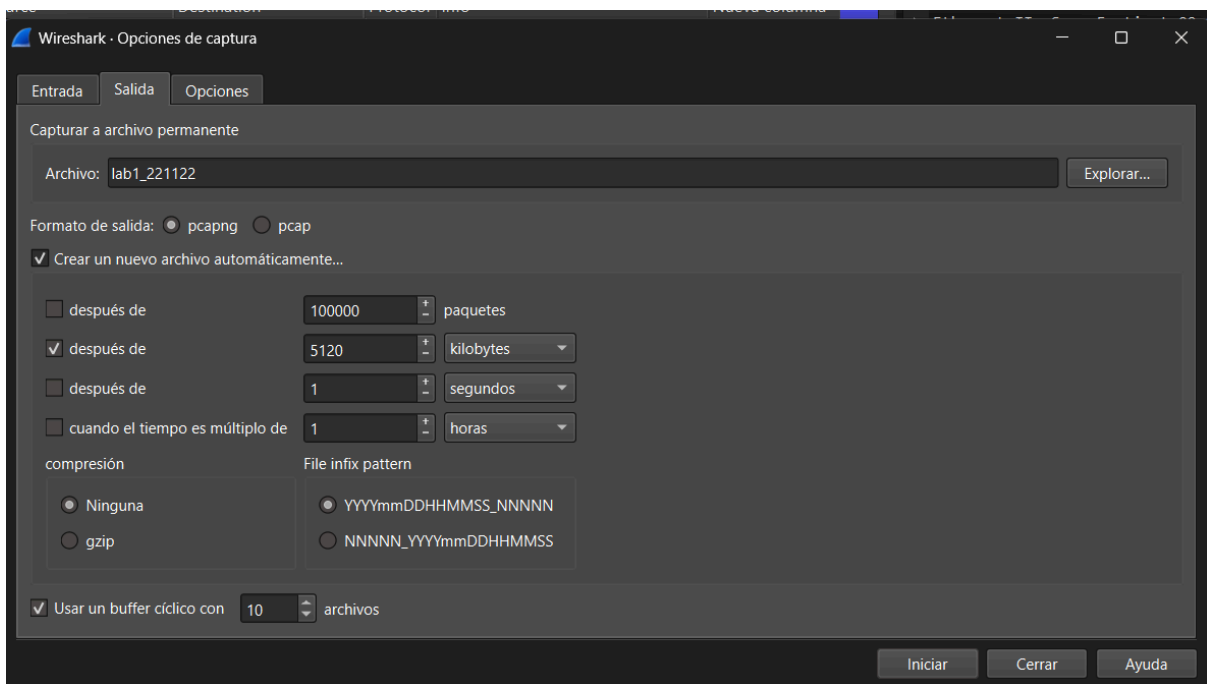 Wireshark · Opciones de captura
Entrada Salida Opciones
Capturar a archivo permanente
Archivo: lab1_221122 Explorar...
Formato de salida: pcapng pcap
Crear un nuevo archivo automáticamente...
después de 100000 paquetes
después de 5120 kilobytes
después de 1 segundos
cuando el tiempo es múltiplo de 1 horas
compresión File infix pattern
Ninguna YYYYmmDDHHMMSS_NNNNN
gzip NNNNN_YYYYmmDDHHMMSS
Usar un buffer cíclico con 10 archivos
Iniciar Cerrar Ayuda